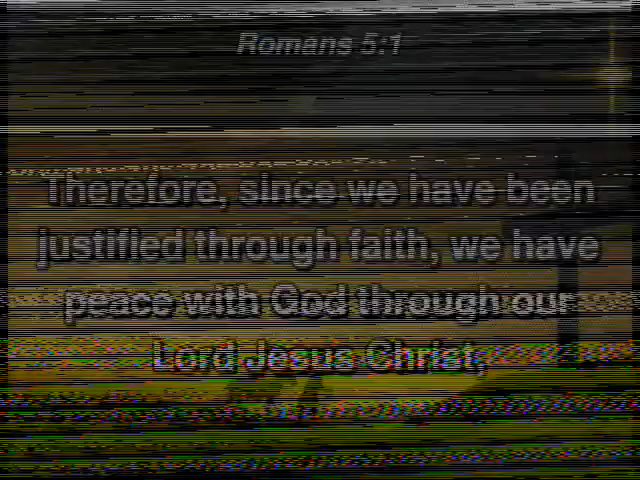 Romans 5:1
Therefore, since we have been
justified through faith, we have
peace with God through our
Lord Jesus Christ,